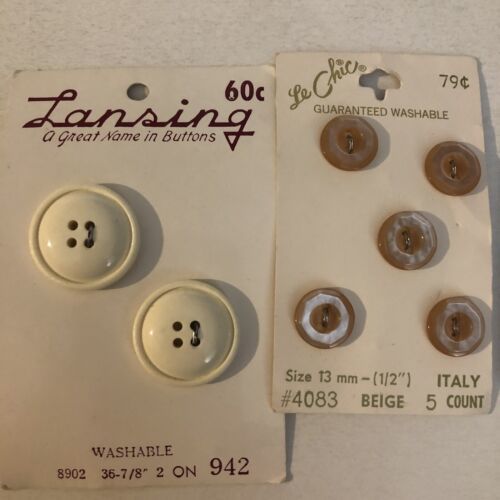 60c
Lansing
A Great Name in Buttons
WASHABLE
8902 36-7/8" 2 ON 942
Le Chic® 79¢
GUARANTEED WASHABLE
Size 13 mm-(1/2") ITALY
#4083 BEIGE 5 COUNT